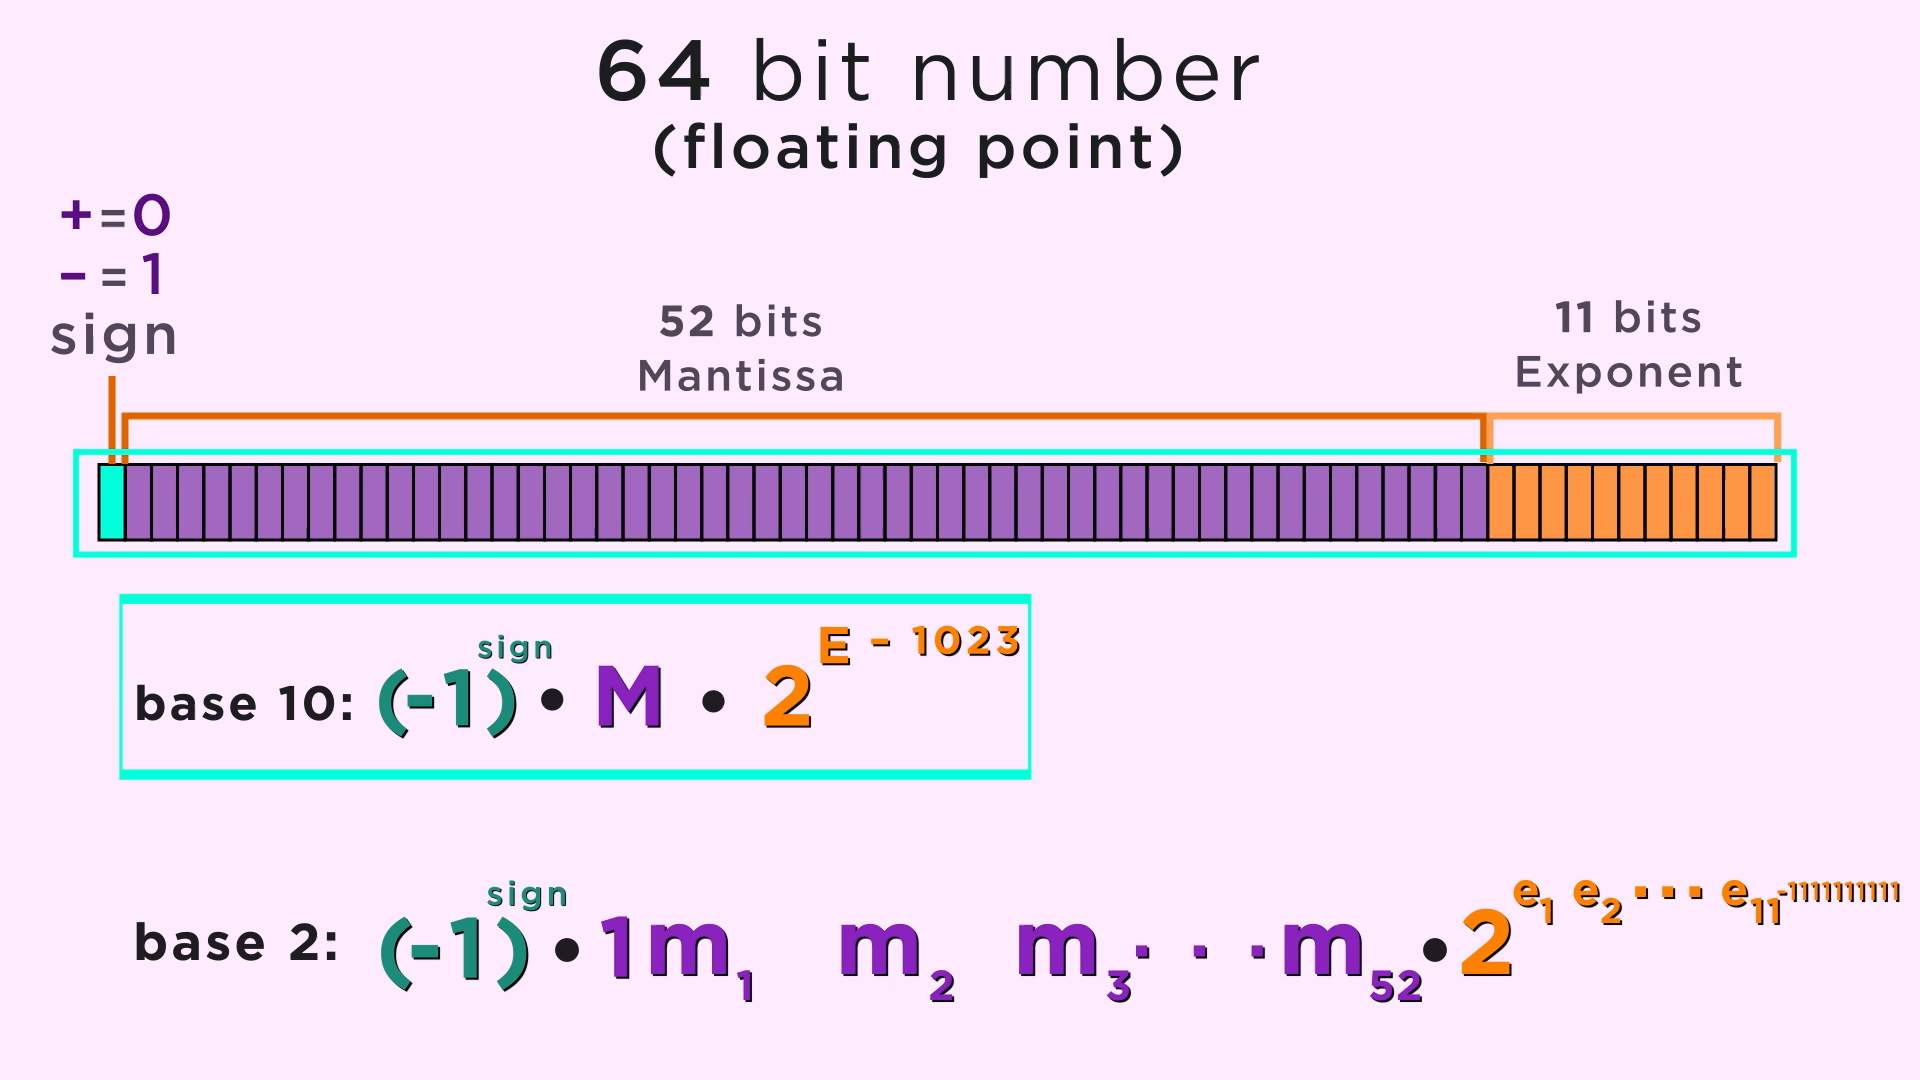 64 bit number
(floating point)
+=0
- = 1
sign
52 bits
Mantissa
11 bits
Exponent
base 10: (-1)^sign • M • 2^E - 1023
base 2: (-1)^sign • 1m₁ m₂ m₃ · · · m₅₂ • 2^e₁ e₂ ··· e₁₁-1111111111